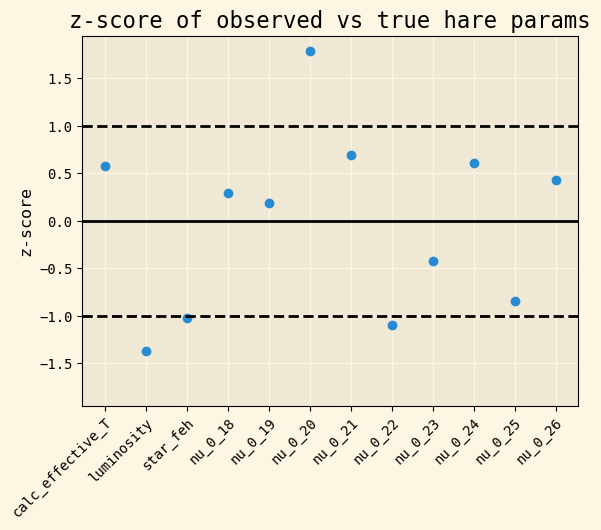 z-score of observed vs true hare params
z-score
1.5
1.0
0.5
0.0
−0.5
−1.0
−1.5
calc_effective_T
luminosity
star_feh
nu_0_18
nu_0_19
nu_0_20
nu_0_21
nu_0_22
nu_0_23
nu_0_24
nu_0_25
nu_0_26